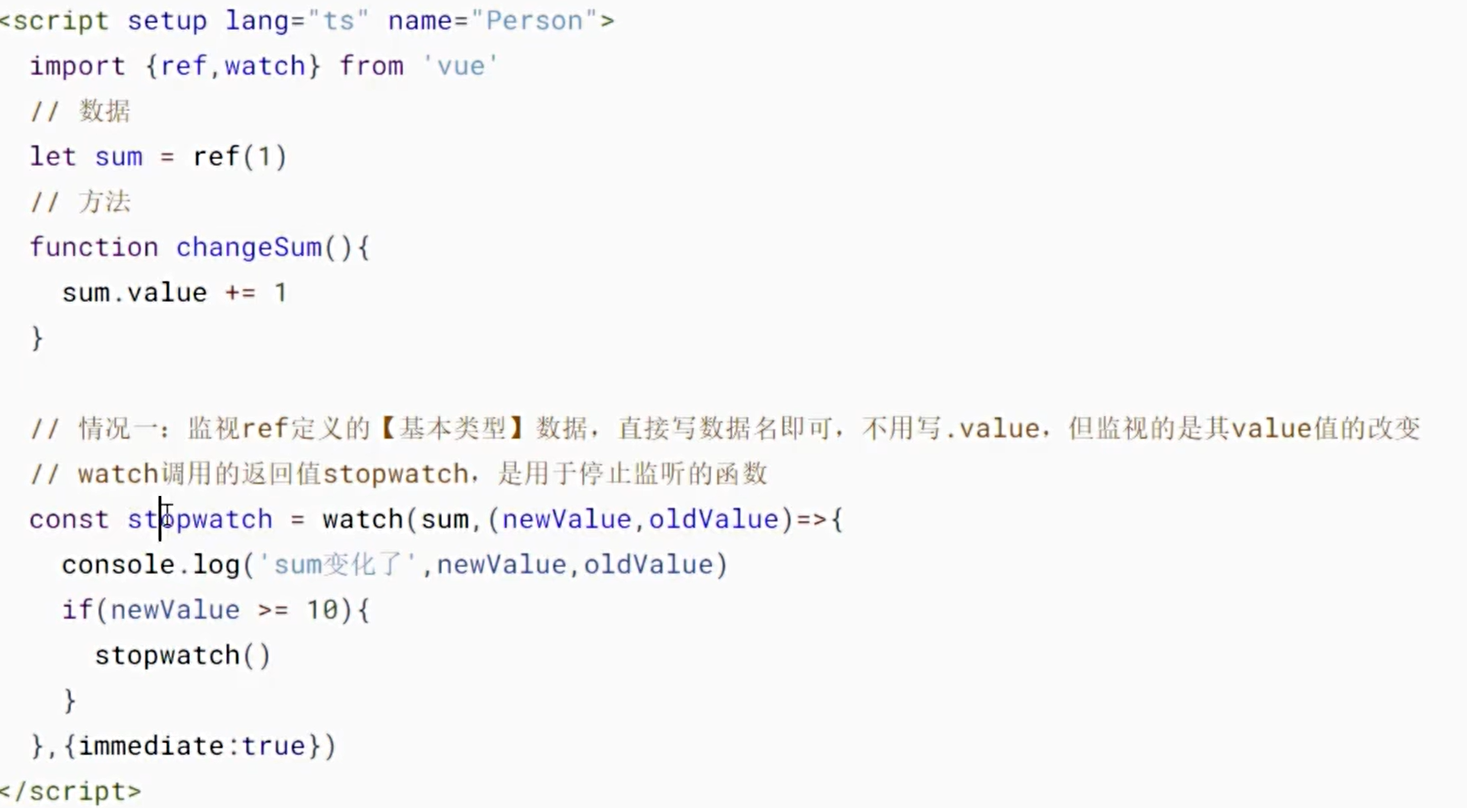 <script setup lang="ts" name="Person">
import {ref,watch} from 'vue'
// 数据
let sum = ref(1)
// 方法
function changeSum(){
sum.value += 1
}
// 情况一：监视ref定义的【基本类型】数据，直接写数据名即可，不用写.value，但监视的是其value值的改变
// watch调用的返回值stopwatch，是用于停止监听的函数
const stopwatch = watch(sum,(newValue,oldValue)=>{
console.log('sum变化了',newValue,oldValue)
if(newValue >= 10){
stopwatch()
}
},{immediate:true})
</script>